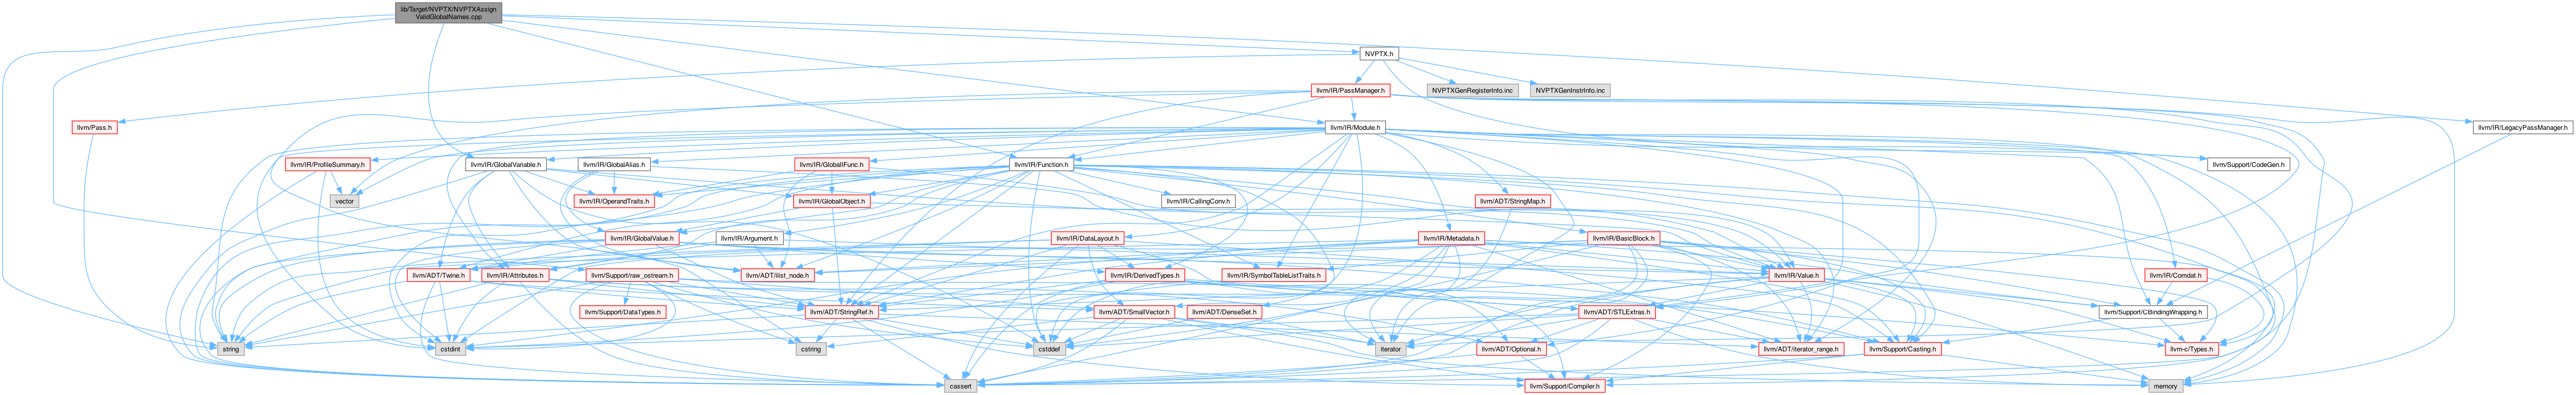 lib/Target/NVPTX/NVPTXAssign
ValidGlobalNames.cpp
NVPTX.h
llvm/IR/PassManager.h
NVPTXGenRegisterInfo.inc
NVPTXGenInstrInfo.inc
llvm/Pass.h
llvm/IR/Module.h
llvm/IR/LegacyPassManager.h
llvm/IR/ProfileSummary.h
llvm/IR/GlobalVariable.h
llvm/IR/GlobalAlias.h
llvm/IR/GlobalIFunc.h
llvm/IR/Function.h
llvm/Support/CodeGen.h
vector
llvm/IR/OperandTraits.h
llvm/IR/GlobalObject.h
llvm/IR/CallingConv.h
llvm/ADT/StringMap.h
llvm/IR/GlobalValue.h
llvm/IR/Argument.h
llvm/IR/DataLayout.h
llvm/IR/Metadata.h
llvm/IR/BasicBlock.h
llvm/ADT/Twine.h
llvm/IR/Attributes.h
llvm/Support/raw_ostream.h
llvm/ADT/ilist_node.h
llvm/IR/DerivedTypes.h
llvm/IR/SymbolTableListTraits.h
llvm/IR/Value.h
llvm/IR/Comdat.h
llvm/Support/DataTypes.h
llvm/ADT/StringRef.h
llvm/ADT/SmallVector.h
llvm/ADT/DenseSet.h
llvm/ADT/STLExtras.h
llvm/Support/CBindingWrapping.h
string
cstdint
cstring
cstddef
iterator
llvm/ADT/Optional.h
llvm/ADT/iterator_range.h
llvm/Support/Casting.h
llvm-c/Types.h
cassert
llvm/Support/Compiler.h
memory